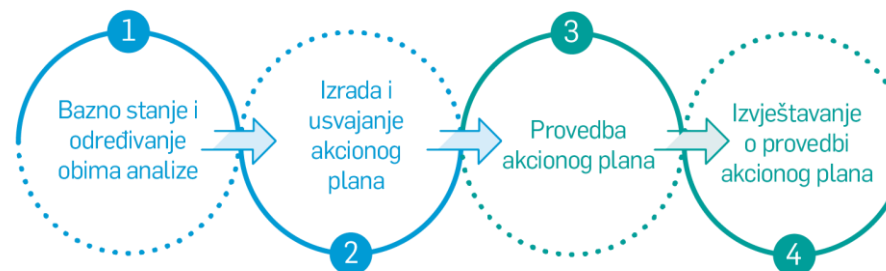 1
Bazno stanje i
određivanje
obima analize
2
Izrada i
usvajanje
akcionog
plana
3
Provedba
akcionog plana
4
Izvještavanje
o provedbi
akcionog plana